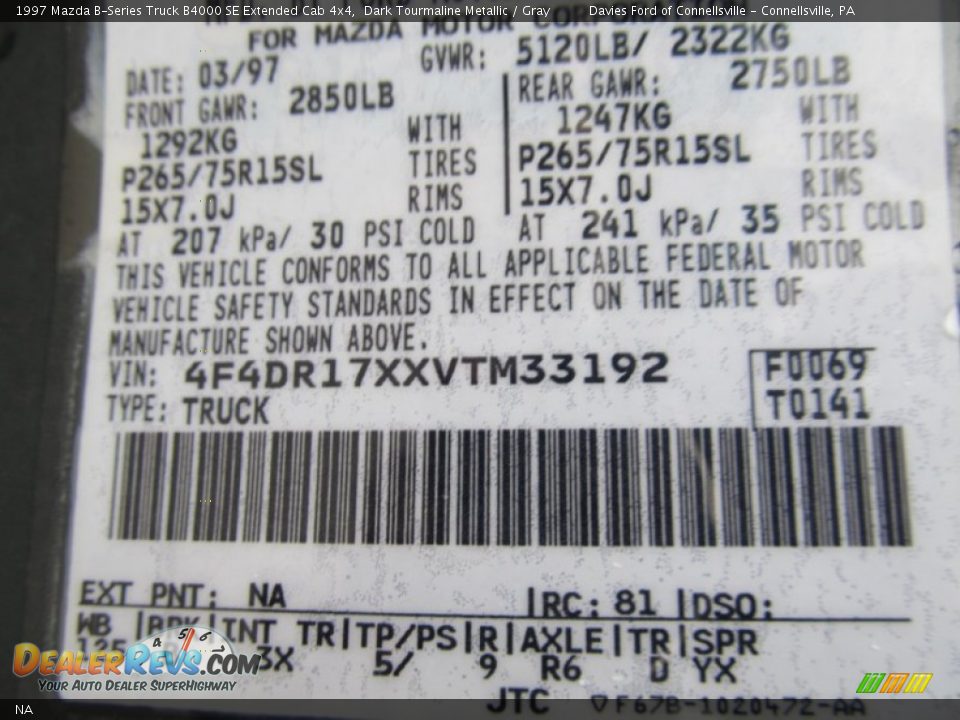 1997 Mazda B-Series Truck B4000 SE Extended Cab 4x4, Dark Tourmaline Metallic / Gray Davies Ford of Connellsville - Connellsville, PA
FOR MAZDA MOTOR
DATE: 03/97 GVWR: 5120LB/ 2322KG
FRONT GAWR: 2850LB REAR GAWR: 2750LB
1292KG WITH 1247KG WITH
P265/75R15SL TIRES P265/75R15SL TIRES
15X7.0J RIMS 15X7.0J RIMS
AT 207 kPa/ 30 PSI COLD AT 241 kPa/ 35 PSI COLD
THIS VEHICLE CONFORMS TO ALL APPLICABLE FEDERAL MOTOR
VEHICLE SAFETY STANDARDS IN EFFECT ON THE DATE OF
MANUFACTURE SHOWN ABOVE.
VIN: 4F4DR17XXVTM33192 F0069
TYPE: TRUCK T0141
EXT PNT: NA RC: 81 DSO:
WB INT TR TP/PS R AXLE TR SPR
5/ 9 R6 D YX
JTC F67B-1020472-AA
4 5 6
DEALERREVS.COM
YOUR AUTO DEALER SUPERHIGHWAY
NA